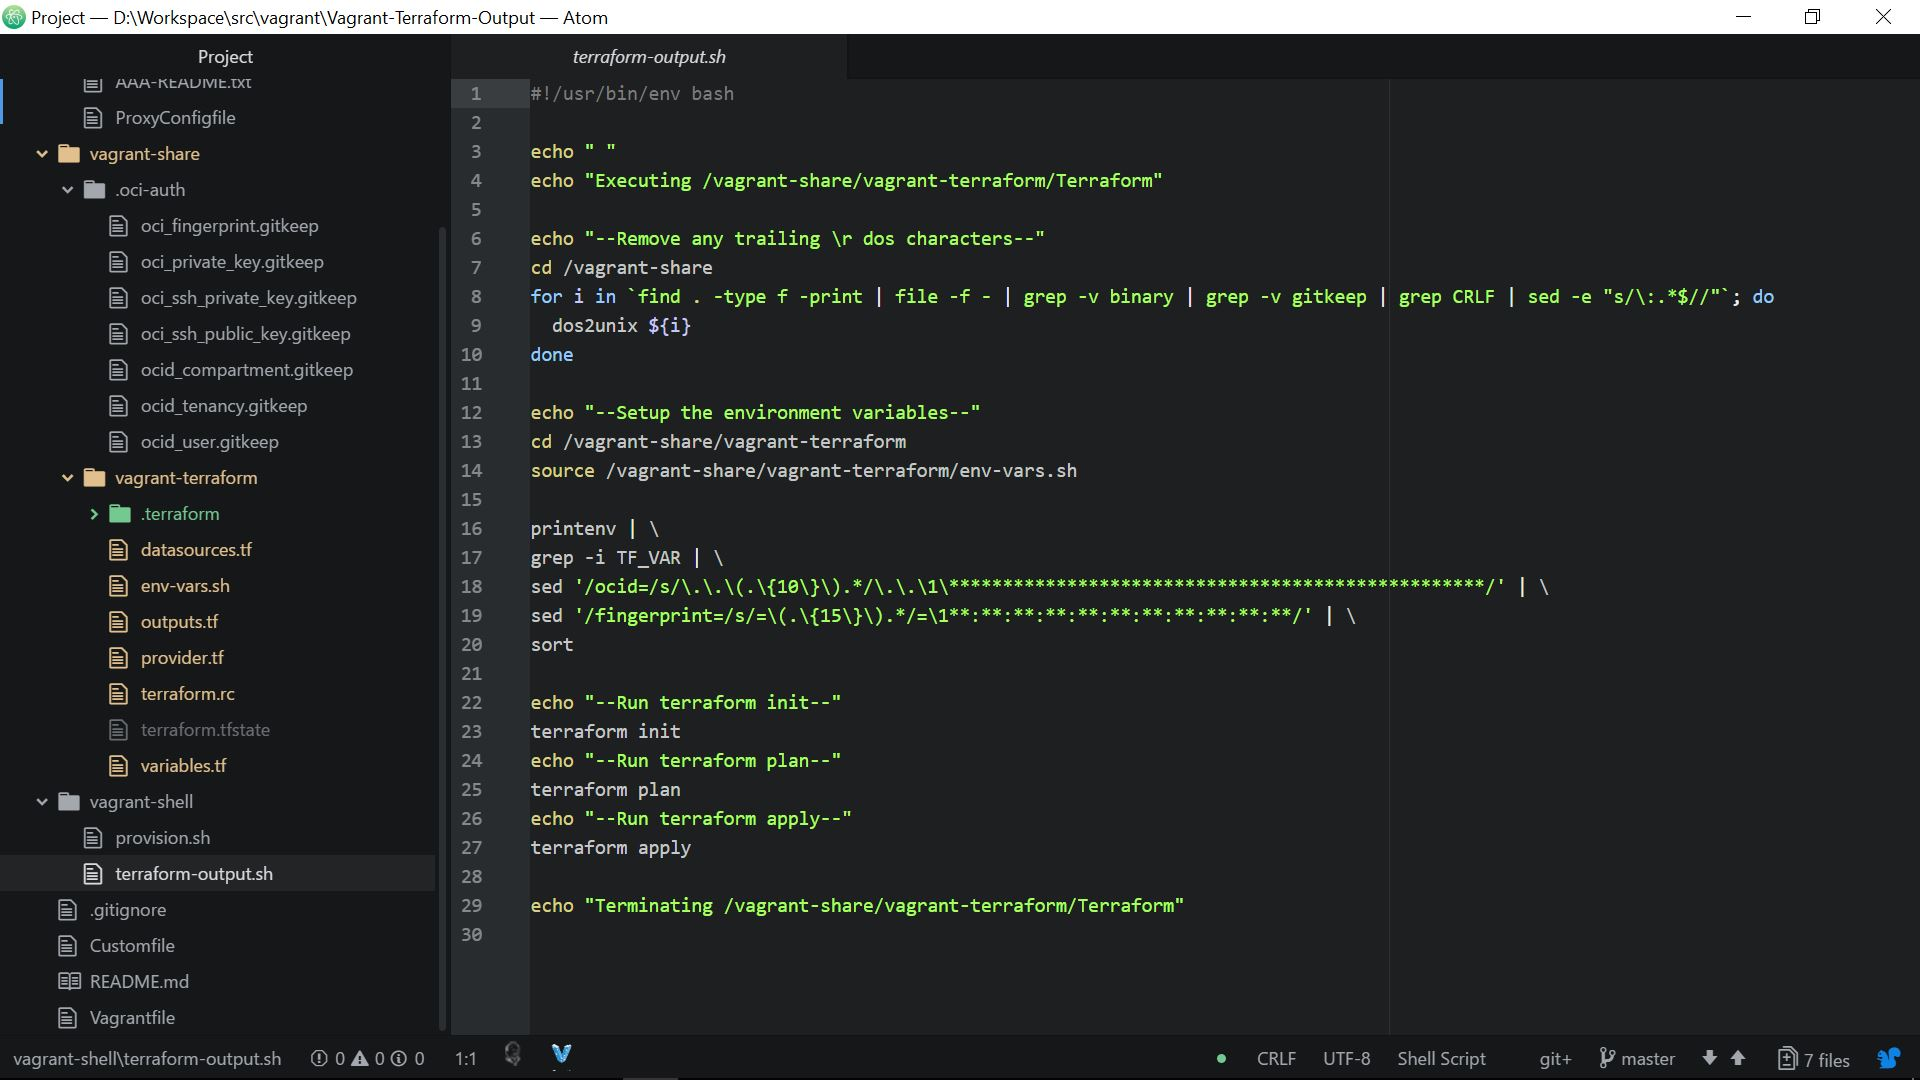 Project — D:\Workspace\src\vagrant\Vagrant-Terraform-Output — Atom
Project
AAA-README.txt
ProxyConfigfile
vagrant-share
.oci-auth
oci_fingerprint.gitkeep
oci_private_key.gitkeep
oci_ssh_private_key.gitkeep
oci_ssh_public_key.gitkeep
ocid_compartment.gitkeep
ocid_tenancy.gitkeep
ocid_user.gitkeep
vagrant-terraform
.terraform
datasources.tf
env-vars.sh
outputs.tf
provider.tf
terraform.rc
terraform.tfstate
variables.tf
vagrant-shell
provision.sh
terraform-output.sh
.gitignore
Customfile
README.md
Vagrantfile
terraform-output.sh
1 #!/usr/bin/env bash
2
3 echo " "
4 echo "Executing /vagrant-share/vagrant-terraform/Terraform"
5
6 echo "--Remove any trailing \r dos characters--"
7 cd /vagrant-share
8 for i in `find . -type f -print | file -f - | grep -v binary | grep -v gitkeep | grep CRLF | sed -e "s/\:.*$//"`; do
9 dos2unix ${i}
10 done
11
12 echo "--Setup the environment variables--"
13 cd /vagrant-share/vagrant-terraform
14 source /vagrant-share/vagrant-terraform/env-vars.sh
15
16 printenv | \
17 grep -i TF_VAR | \
18 sed '/ocid=/s/\.\.\(.\{10\}\).*/\.\.\1\**************************************************/' | \
19 sed '/fingerprint=/s/=\(.\{15\}\).*/=\1**:**:**:**:**:**:**:**:**:**:**/' | \
20 sort
21
22 echo "--Run terraform init--"
23 terraform init
24 echo "--Run terraform plan--"
25 terraform plan
26 echo "--Run terraform apply--"
27 terraform apply
28
29 echo "Terminating /vagrant-share/vagrant-terraform/Terraform"
30
vagrant-shell\terraform-output.sh 0 0 0 1:1 CRLF UTF-8 Shell Script git+ master 7 files